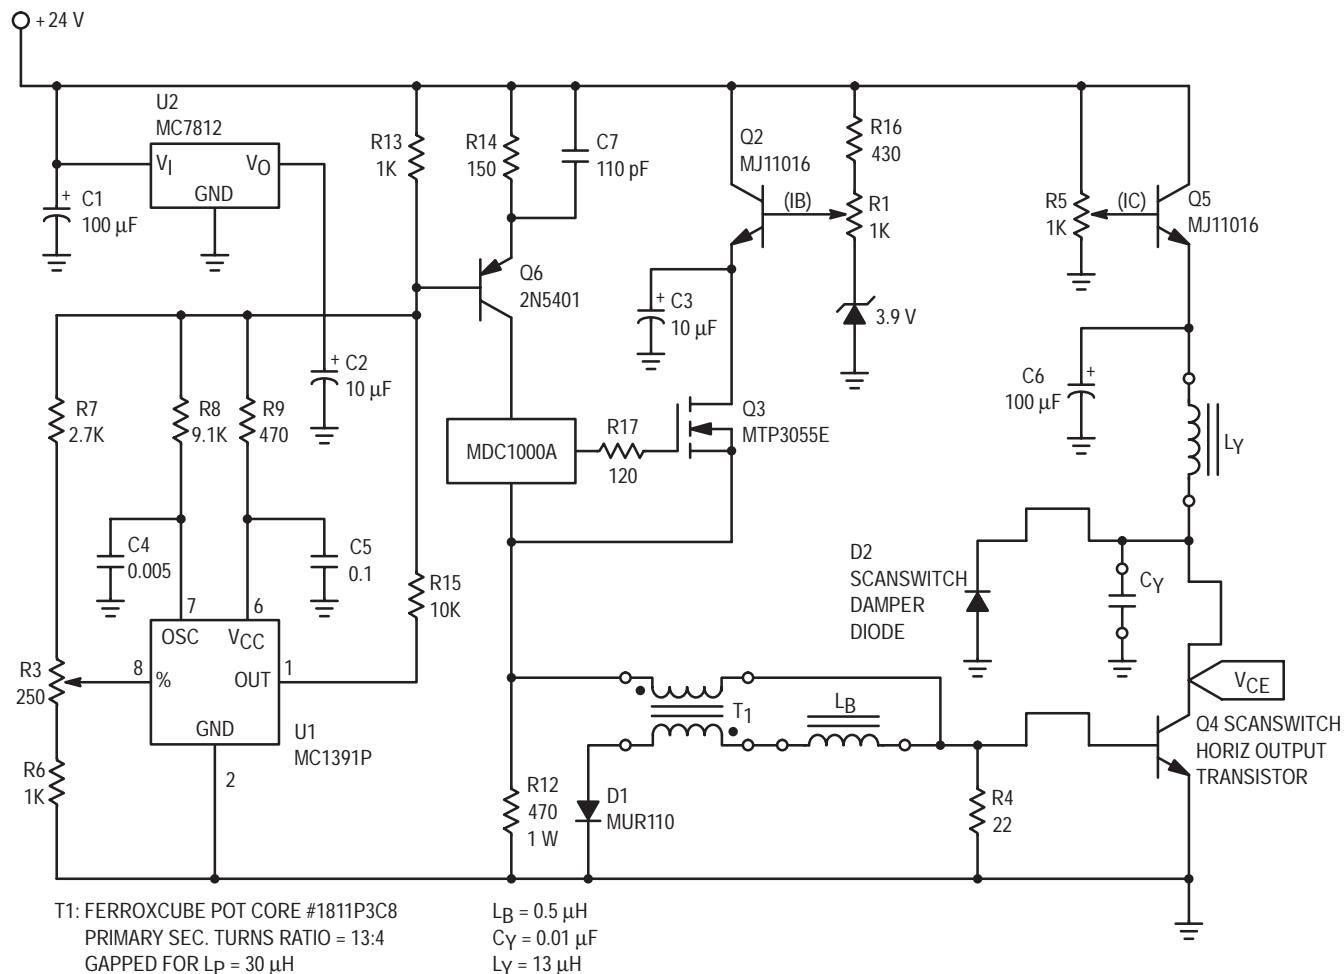 + 24 V
U2
MC7812
VI
VO
GND
+
C1
100 µF
R13
1K
R14
150
C7
110 pF
Q2
MJ11016
(IB)
R16
430
R1
1K
R5
1K
(IC)
Q5
MJ11016
Q6
2N5401
+
C3
10 µF
3.9 V
+
C2
10 µF
R7
2.7K
R8
9.1K
R9
470
MDC1000A
R17
120
Q3
MTP3055E
C6
100 µF
+
LY
C4
0.005
C5
0.1
R15
10K
D2
SCANSWITCH
DAMPER
DIODE
CY
7
6
OSC
VCC
8
%
OUT
1
GND
2
U1
MC1391P
R3
250
R6
1K
T1
LB
VCE
Q4 SCANSWITCH
HORIZ OUTPUT
TRANSISTOR
R12
470
1 W
D1
MUR110
R4
22
T1: FERROXCUBE POT CORE #1811P3C8
PRIMARY SEC. TURNS RATIO = 13:4
GAPPED FOR LP = 30 µH
LB = 0.5 µH
CY = 0.01 µF
LY = 13 µH